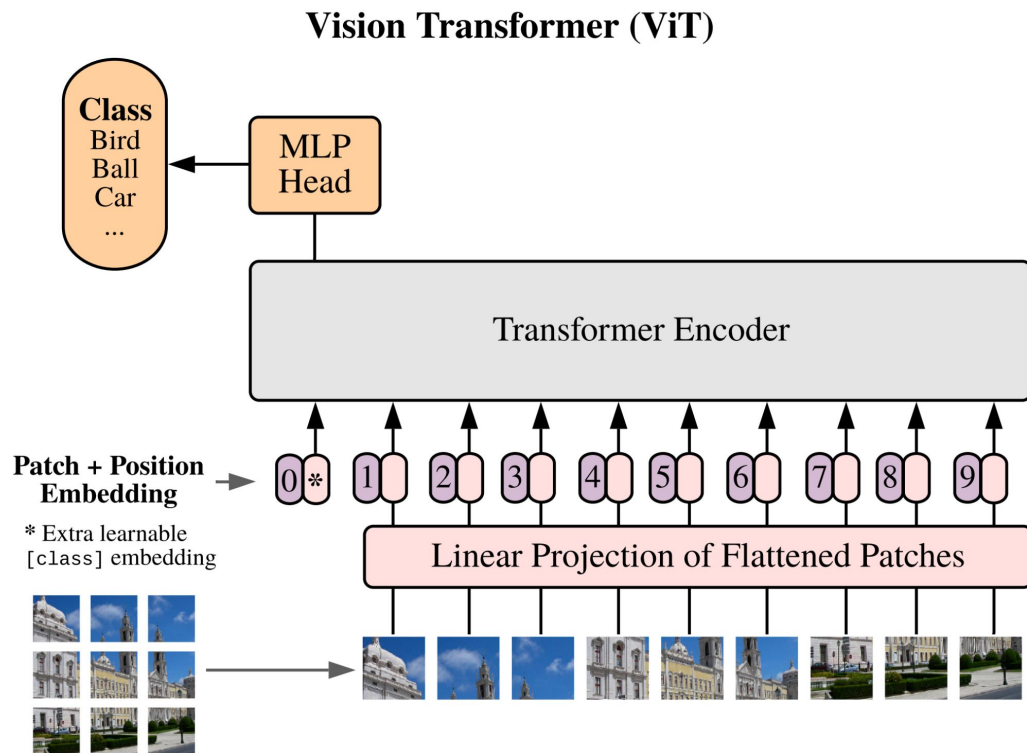 Vision Transformer (ViT)
Class
Bird
Ball
Car
...
MLP
Head
Transformer Encoder
Patch + Position
Embedding
0 * 1 2 3 4 5 6 7 8 9
* Extra learnable
[class] embedding
Linear Projection of Flattened Patches